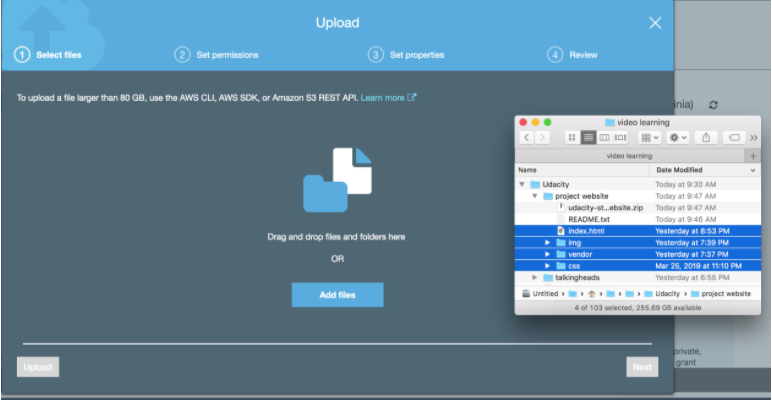 Upload
1 Select files
2 Set permissions
3 Set properties
4 Review
To upload a file larger than 80 GB, use the AWS CLI, AWS SDK, or Amazon S3 REST API. Learn more
Drag and drop files and folders here
OR
Add files
Upload
Next
inia)
video learning
video learning
Name Date Modified
Udacity Today at 9:30 AM
project website Today at 9:47 AM
udacity-st...ebsite.zip Today at 9:47 AM
README.txt Today at 9:46 AM
index.html Yesterday at 8:53 PM
img Yesterday at 7:39 PM
vendor Yesterday at 7:37 PM
css Mar 25, 2019 at 11:10 PM
talkingheads Yesterday at 6:55 PM
Untitled › › › › › Udacity › project website
4 of 103 selected, 255.69 GB available
private,
grant